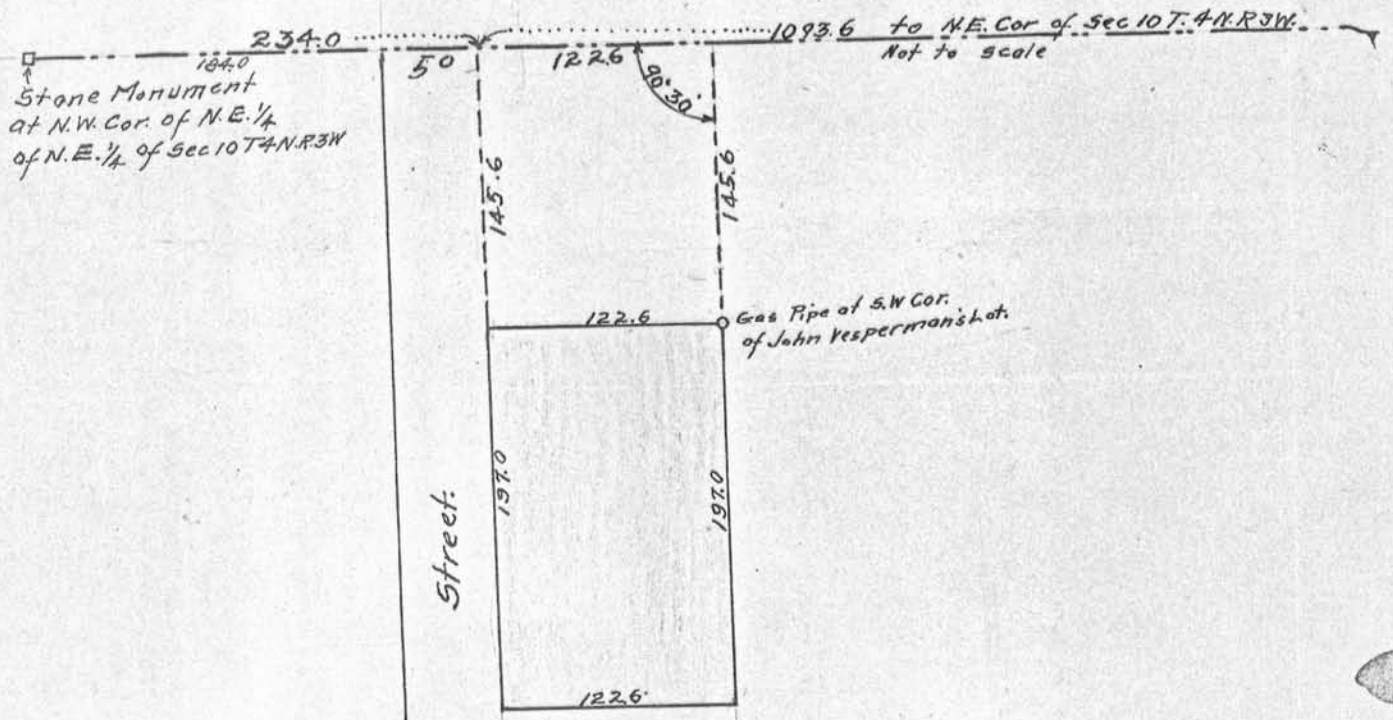 234.0
1093.6 to N.E. Cor of Sec 10 T. 4 N. R 3 W.
184.0
50
122.6
Not to scale
90°30'
Stone Monument
at N.W. Cor. of N.E. 1/4
of N.E. 1/4 of Sec 10 T 4 N. R 3 W
145.6
145.6
122.6
Gas Pipe at S.W Cor.
of John Vesperman's Lot.
197.0
197.0
Street.
122.6